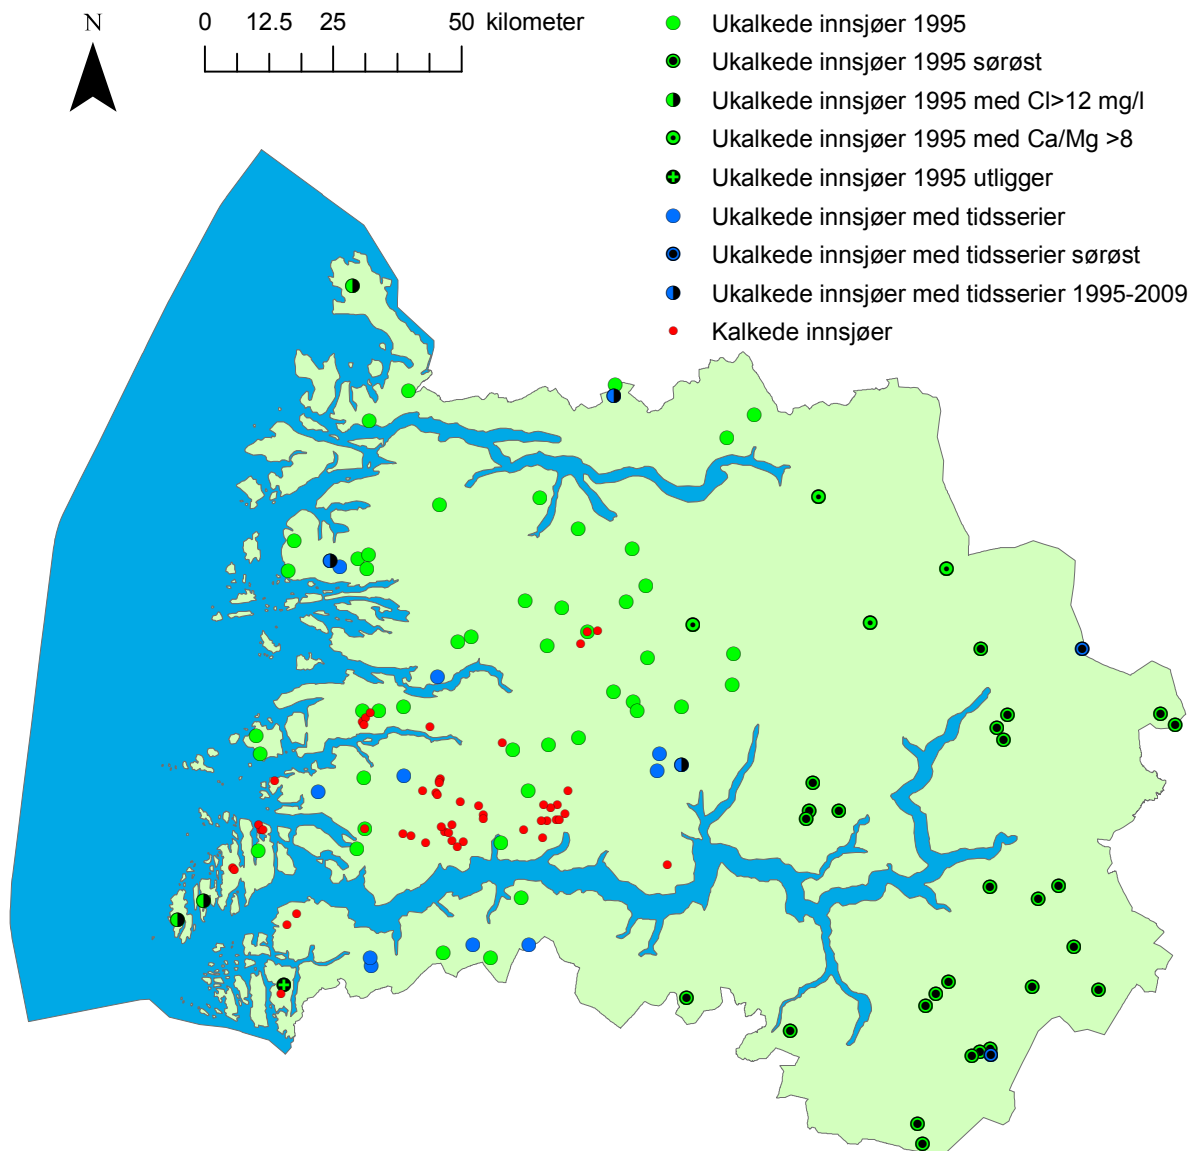 N
0 12.5 25 50 kilometer
Ukalkede innsjøer 1995
Ukalkede innsjøer 1995 sørøst
Ukalkede innsjøer 1995 med Cl>12 mg/l
Ukalkede innsjøer 1995 med Ca/Mg >8
Ukalkede innsjøer 1995 utligger
Ukalkede innsjøer med tidsserier
Ukalkede innsjøer med tidsserier sørøst
Ukalkede innsjøer med tidsserier 1995-2009
Kalkede innsjøer